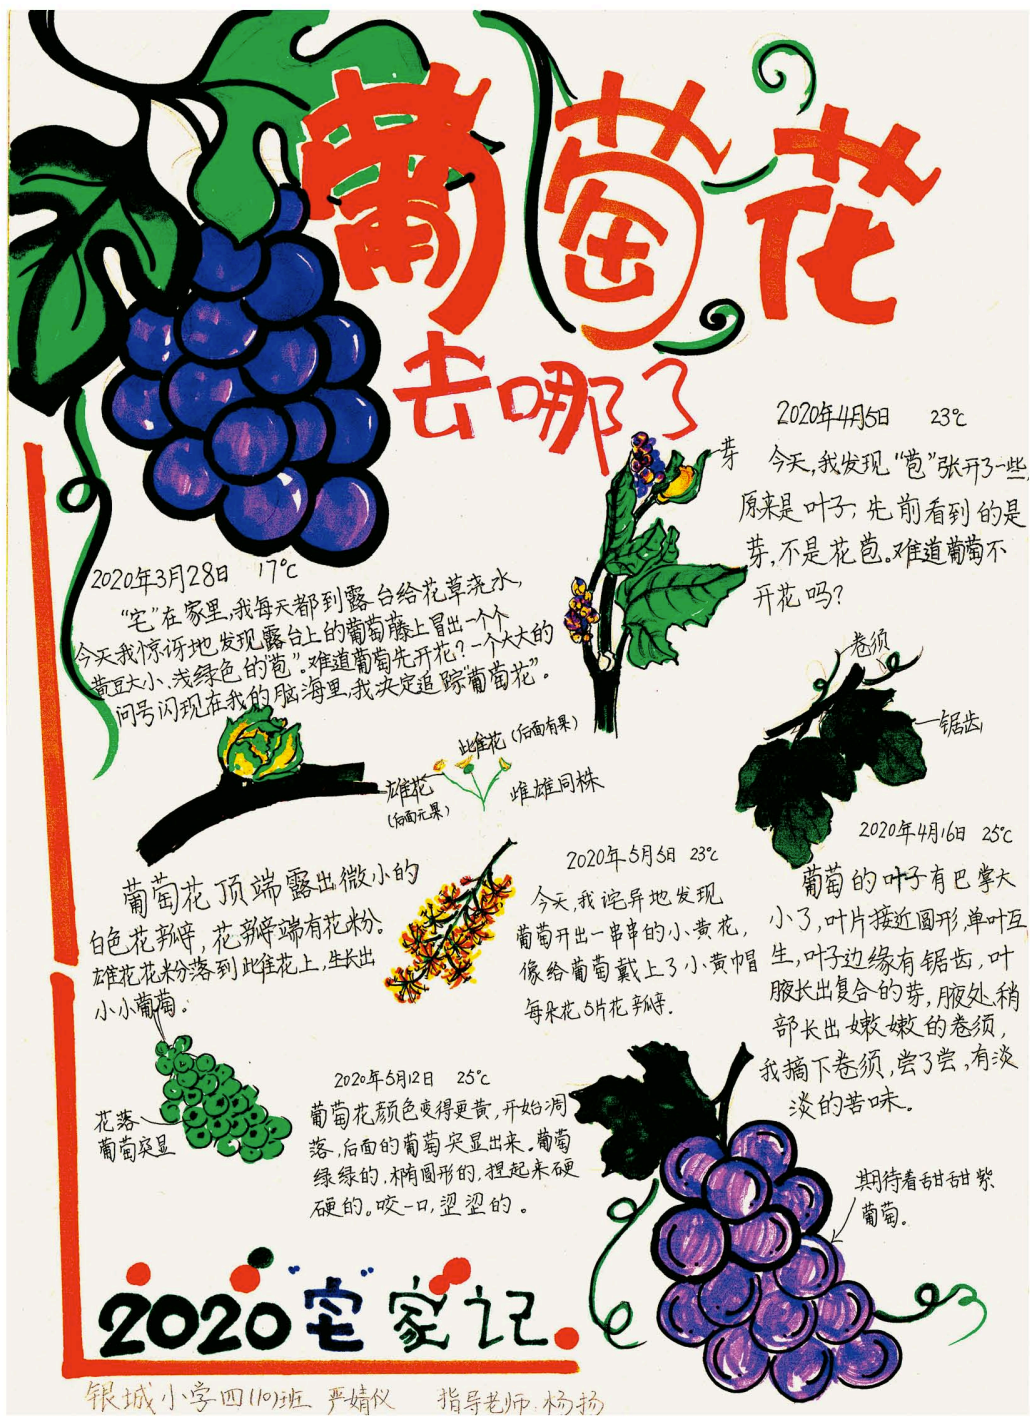 葡萄花
去哪了
2020年3月28日 17℃
“宅”在家里,我每天都到露台给花草浇水,
今天我惊讶地发现露台上的葡萄藤上冒出一个个
黄豆大小、浅绿色的“苞”。难道葡萄先开花?一个大大的
问号闪现在我的脑海里,我决定追踪“葡萄花”。
芽
2020年4月5日 23℃
今天,我发现“苞”张开了一些,
原来是叶子,先前看到的是
芽,不是花苞。难道葡萄不
开花吗?
卷须
锯齿
雌花(后面有果)
雄花
(后面无果)
雌雄同株
葡萄花顶端露出微小的
白色花瓣,花瓣端有花粉。
雄花花粉落到雌花上,生长出
小小葡萄。
2020年5月5日 23℃
今天,我诧异地发现
葡萄开出一串串的小黄花,
像给葡萄戴上了小黄帽
每朵花5片花瓣.
2020年4月16日 25℃
葡萄的叶子有巴掌大
小了,叶片接近圆形,单叶互
生,叶子边缘有锯齿,叶
腋长出复合的芽,腋处稍
部长出嫩嫩的卷须,
我摘下卷须,尝了尝,有淡
淡的苦味。
花落
葡萄突显
2020年5月12日 25℃
葡萄花颜色变得更黄,开始凋
落,后面的葡萄突显出来。葡萄
绿绿的,椭圆形的,捏起来硬
硬的。咬一口,涩涩的。
期待着甜甜紫
葡萄。
2020“宅”家记.
银城小学四(10)班 严婧仪 指导老师:杨扬